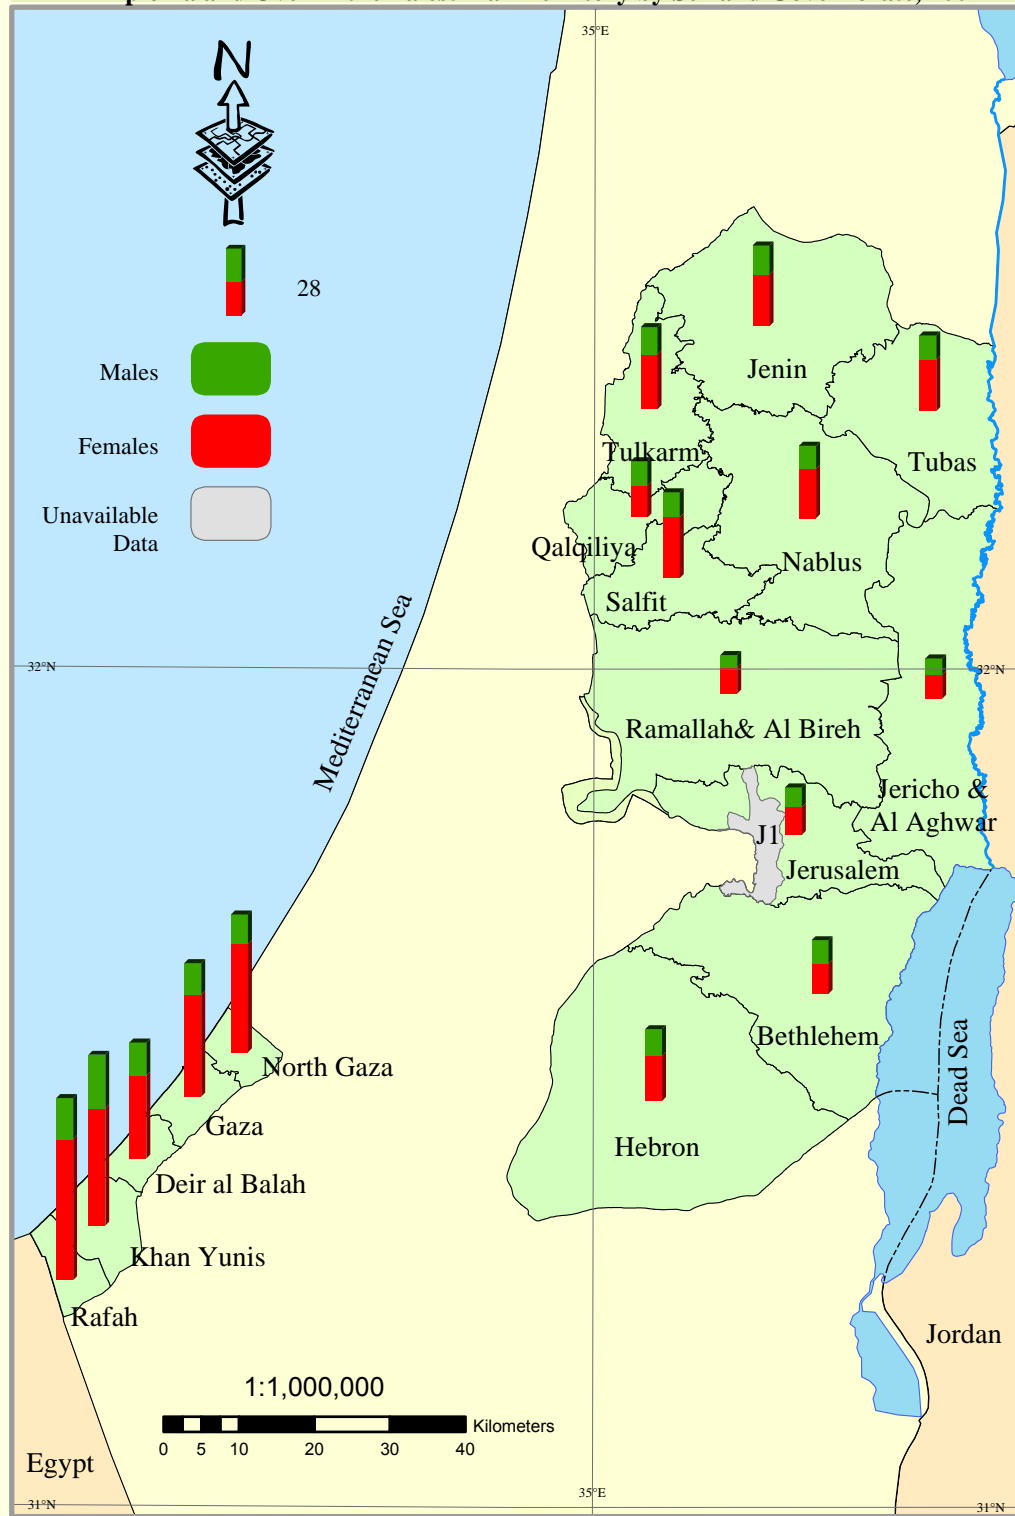 35°E
N
28
Males
Females
Unavailable
Data
Jenin
Tulkarm
Tubas
Qalqiliya
Nablus
Salfit
Mediterranean Sea
32°N
32°N
Ramallah& Al Bireh
Jericho &
Al Aghwar
J1
Jerusalem
Bethlehem
Dead Sea
North Gaza
Gaza
Hebron
Deir al Balah
Khan Yunis
Rafah
Jordan
1:1,000,000
Kilometers
0 5 10 20 30 40
Egypt
35°E
31°N
31°N